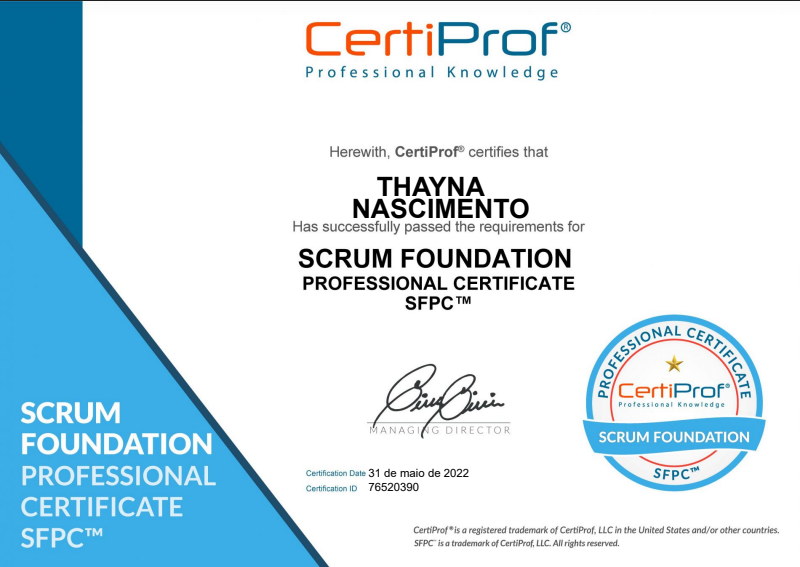 CertiProf®
Professional Knowledge
Herewith, CertiProf® certifies that
THAYNA
NASCIMENTO
Has successfully passed the requirements for
SCRUM FOUNDATION
PROFESSIONAL CERTIFICATE
SFPC™
MANAGING DIRECTOR
Certification Date 31 de maio de 2022
Certification ID 76520390
SCRUM
FOUNDATION
PROFESSIONAL
CERTIFICATE
SFPC™
PROFESSIONAL CERTIFICATE
CertiProf®
Professional Knowledge
SCRUM FOUNDATION
SFPC™
CertiProf® is a registered trademark of CertiProf, LLC in the United States and/or other countries.
SFPC™ is a trademark of CertiProf, LLC. All rights reserved.